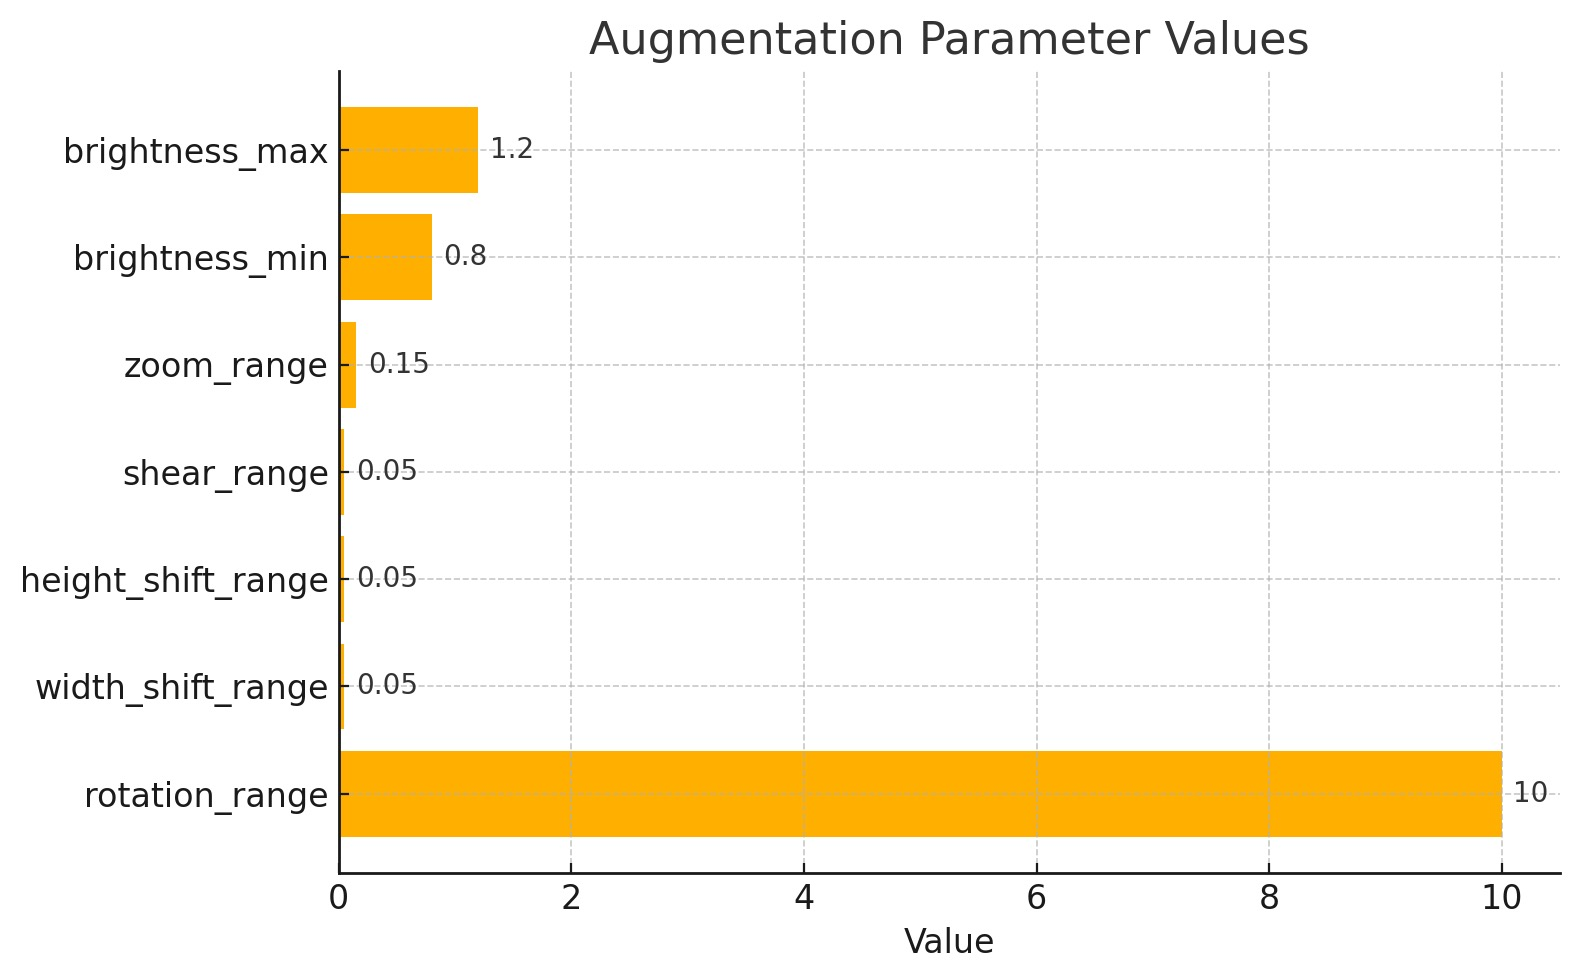 Augmentation Parameter Values
brightness_max
1.2
brightness_min
0.8
zoom_range
0.15
shear_range
0.05
height_shift_range
0.05
width_shift_range
0.05
rotation_range
10
0 2 4 6 8 10
Value